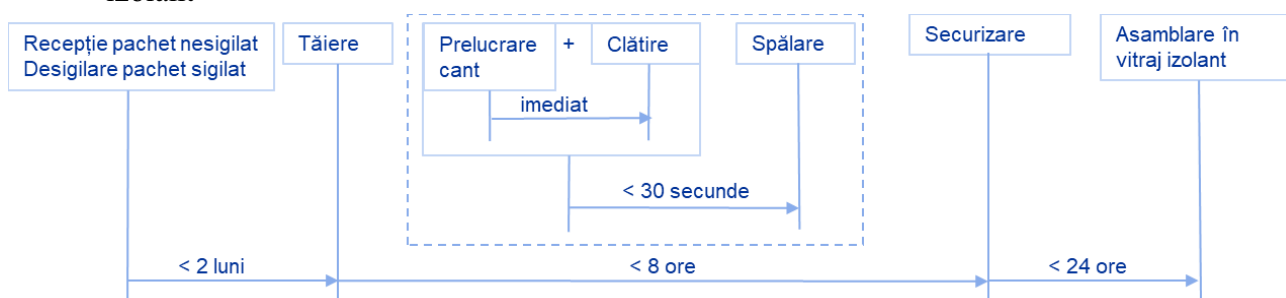 izolant
Recepție pachet nesigilat
Desigilare pachet sigilat
Tăiere
Prelucrare
cant
+
Clătire
Spălare
Securizare
Asamblare în
vitraj izolant
imediat
< 30 secunde
< 2 luni
< 8 ore
< 24 ore